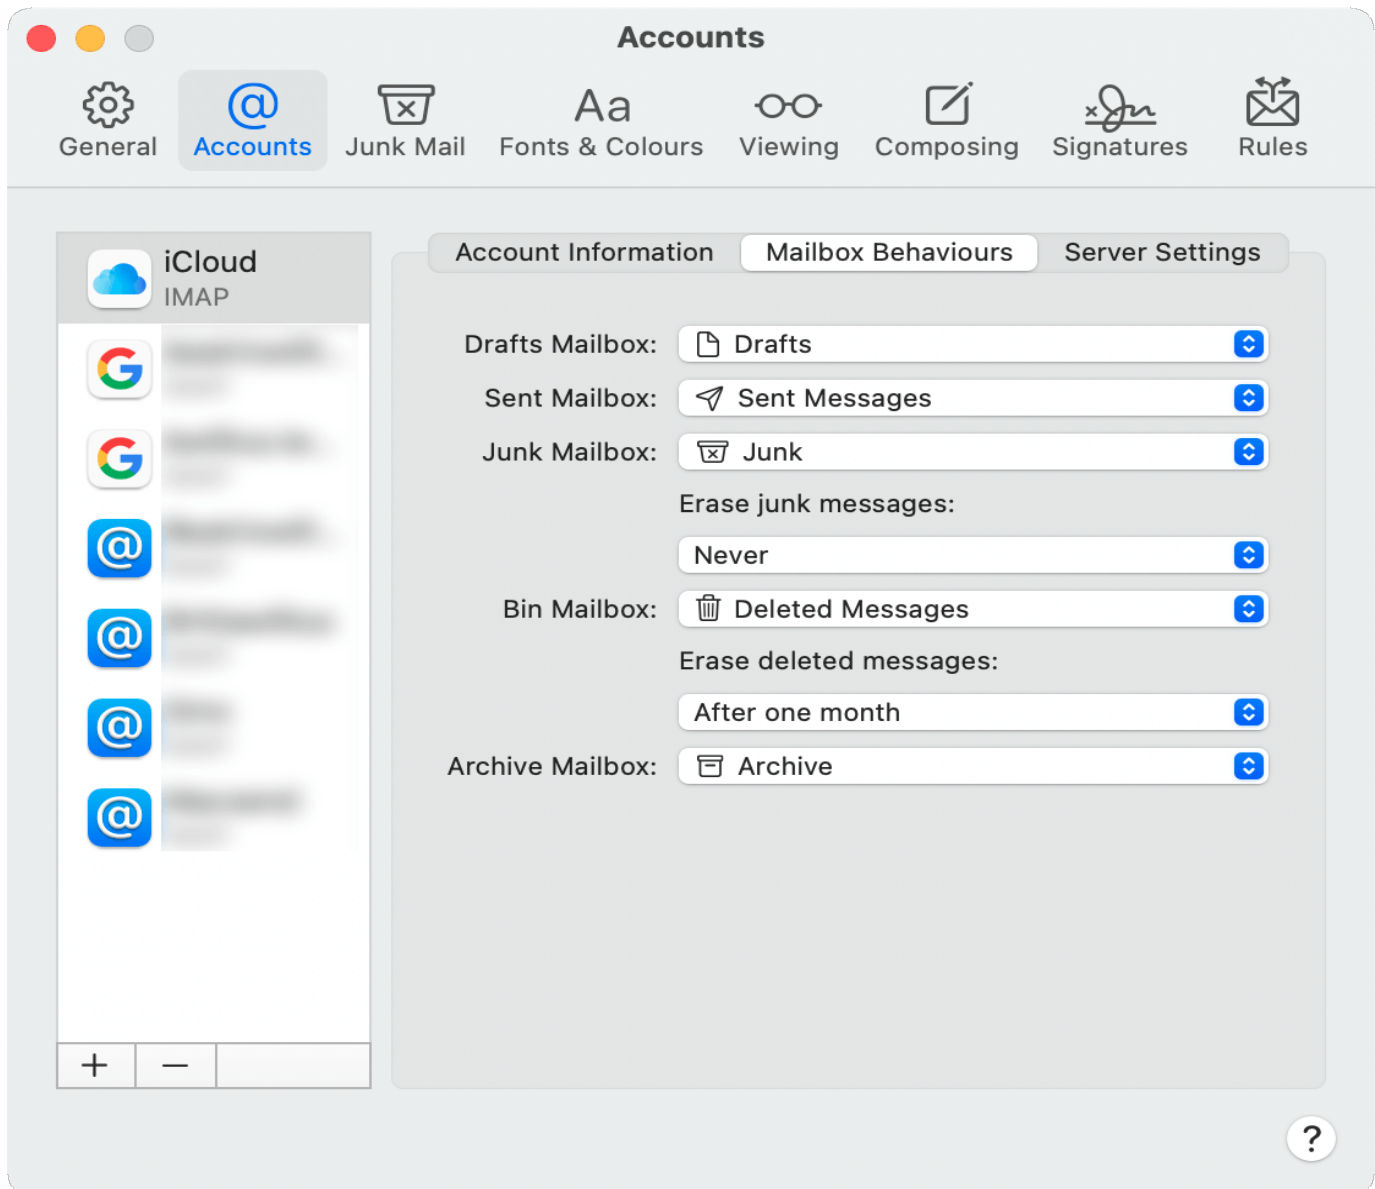 Accounts
General
Accounts
Junk Mail
Fonts & Colours
Viewing
Composing
Signatures
Rules
iCloud
IMAP
Account Information
Mailbox Behaviours
Server Settings
Drafts Mailbox: Drafts
Sent Mailbox: Sent Messages
Junk Mailbox: Junk
Erase junk messages:
Never
Bin Mailbox: Deleted Messages
Erase deleted messages:
After one month
Archive Mailbox: Archive